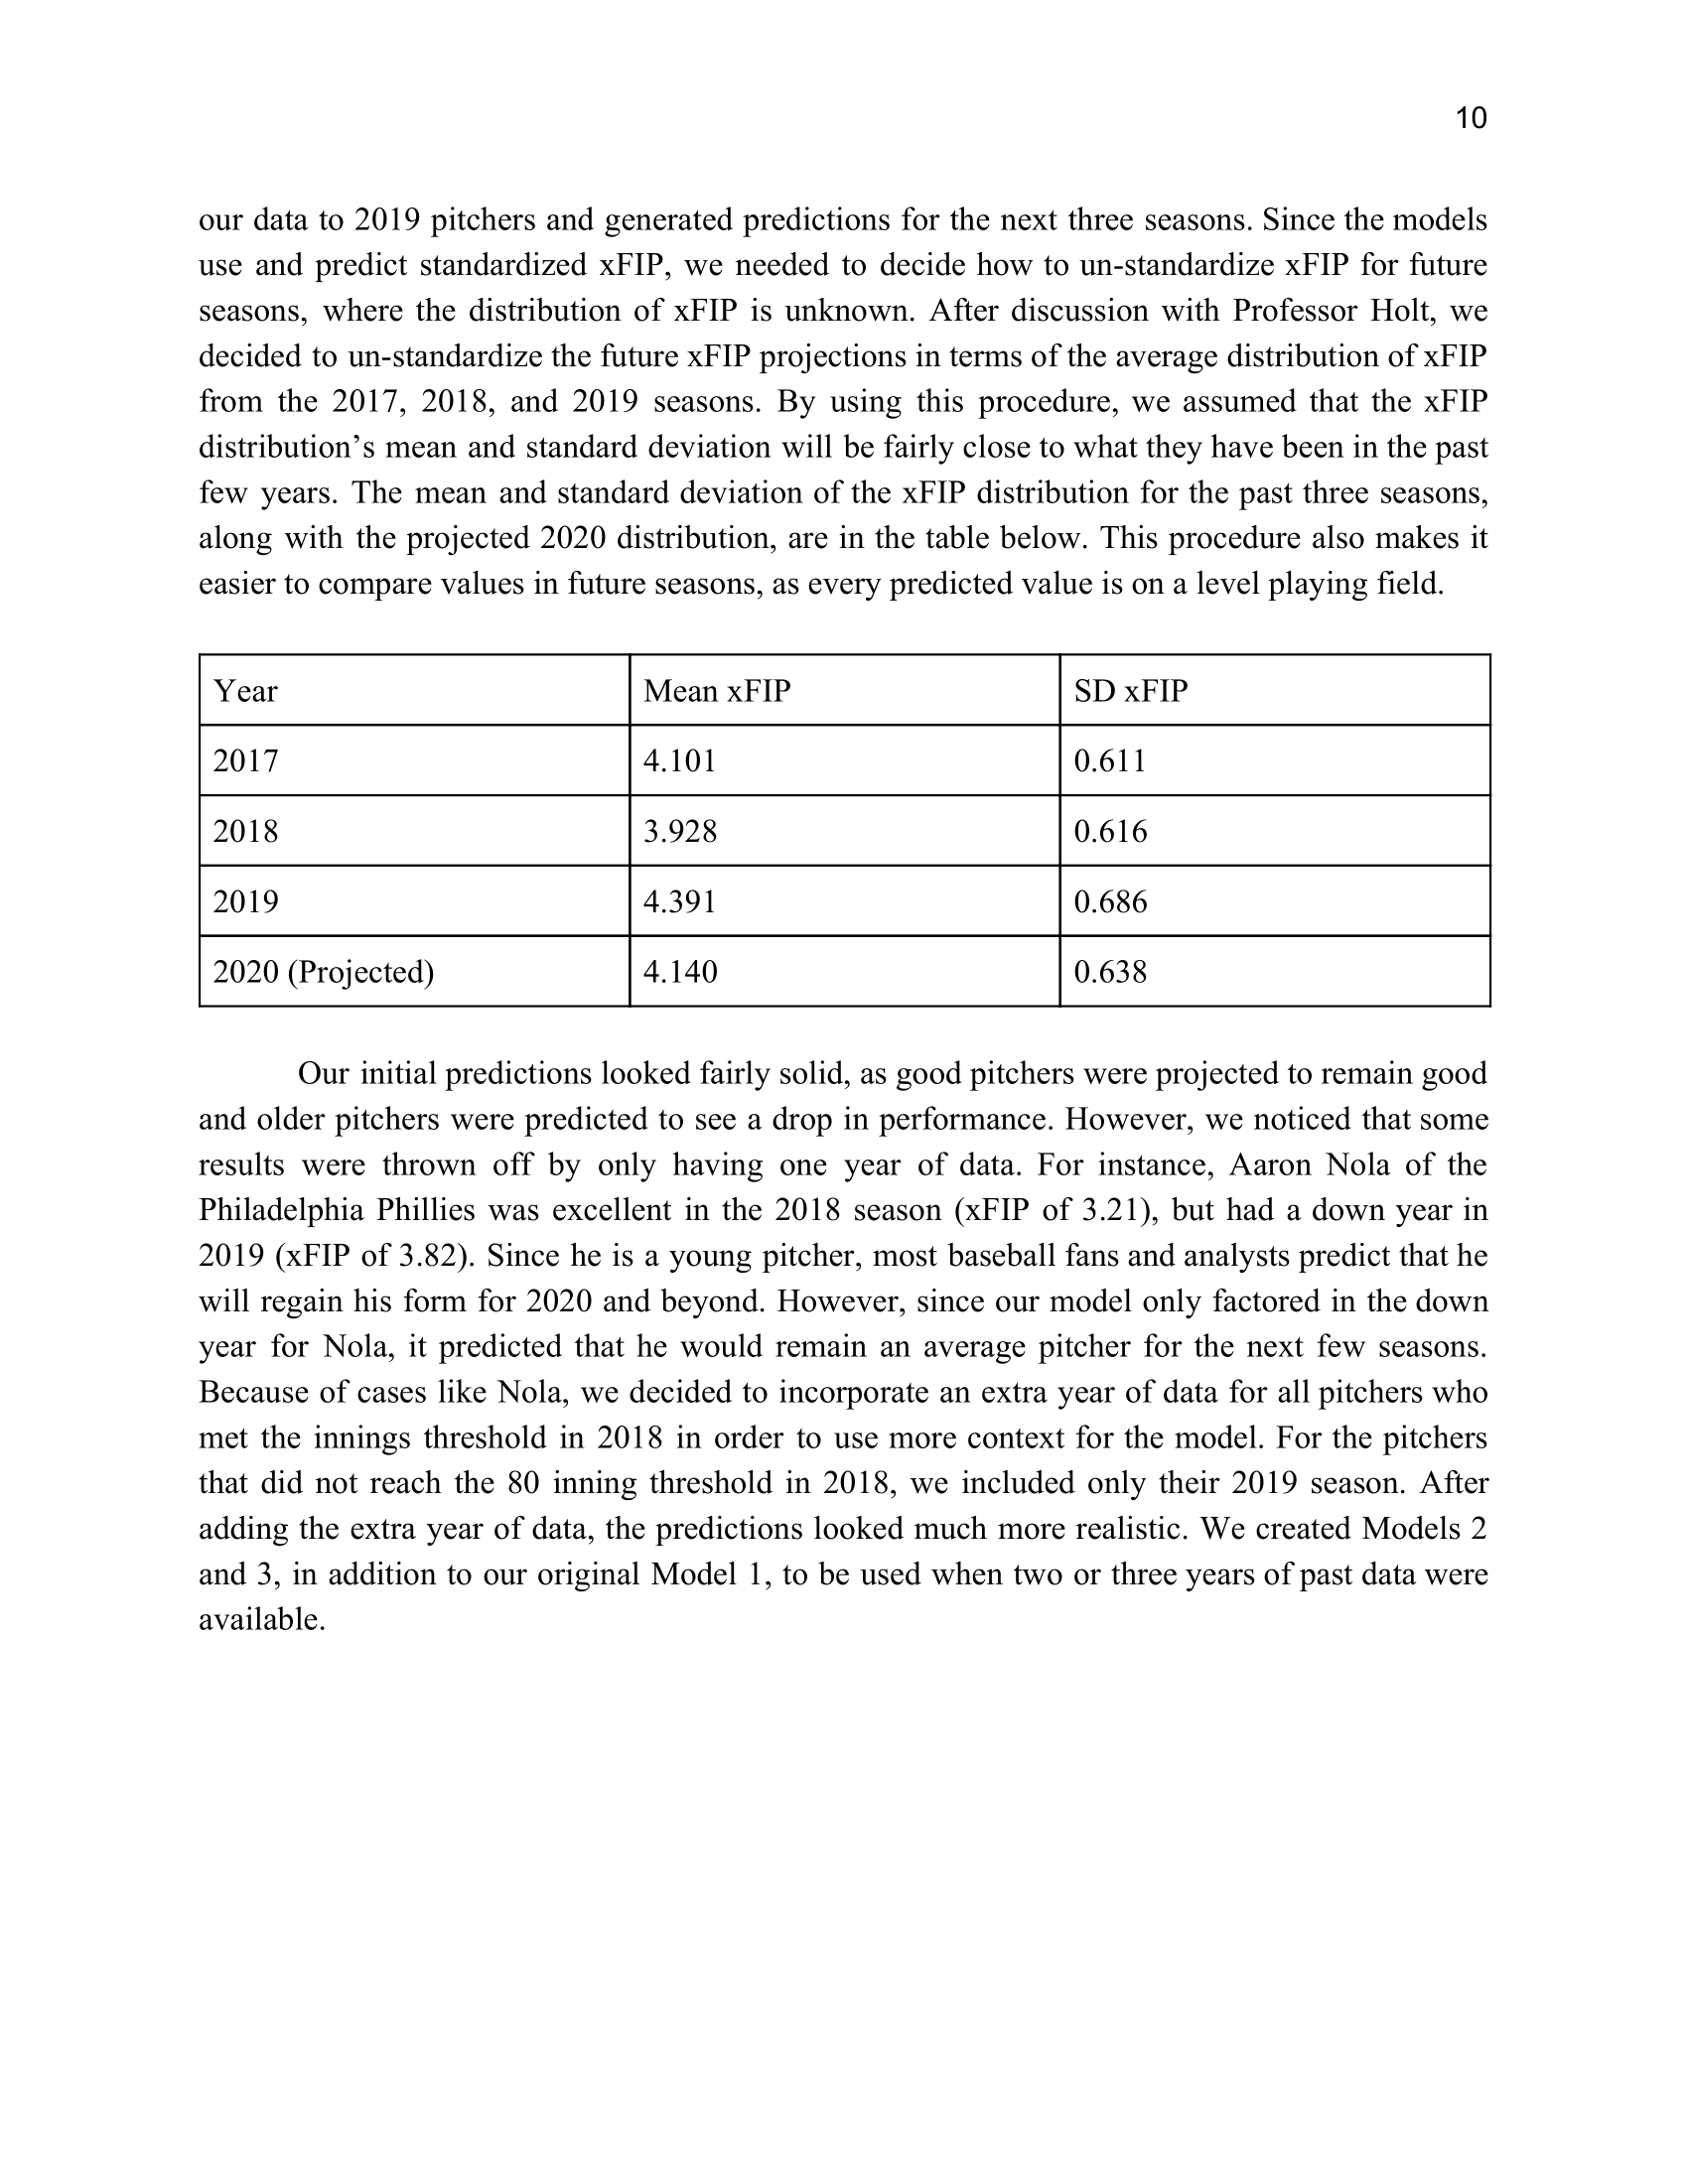 10
our data to 2019 pitchers and generated predictions for the next three seasons. Since the models
use and predict standardized xFIP, we needed to decide how to un-standardize xFIP for future
seasons, where the distribution of xFIP is unknown. After discussion with Professor Holt, we
decided to un-standardize the future xFIP projections in terms of the average distribution of xFIP
from the 2017, 2018, and 2019 seasons. By using this procedure, we assumed that the xFIP
distribution’s mean and standard deviation will be fairly close to what they have been in the past
few years. The mean and standard deviation of the xFIP distribution for the past three seasons,
along with the projected 2020 distribution, are in the table below. This procedure also makes it
easier to compare values in future seasons, as every predicted value is on a level playing field.
Year Mean xFIP SD xFIP
2017 4.101 0.611
2018 3.928 0.616
2019 4.391 0.686
2020 (Projected) 4.140 0.638
Our initial predictions looked fairly solid, as good pitchers were projected to remain good
and older pitchers were predicted to see a drop in performance. However, we noticed that some
results were thrown off by only having one year of data. For instance, Aaron Nola of the
Philadelphia Phillies was excellent in the 2018 season (xFIP of 3.21), but had a down year in
2019 (xFIP of 3.82). Since he is a young pitcher, most baseball fans and analysts predict that he
will regain his form for 2020 and beyond. However, since our model only factored in the down
year for Nola, it predicted that he would remain an average pitcher for the next few seasons.
Because of cases like Nola, we decided to incorporate an extra year of data for all pitchers who
met the innings threshold in 2018 in order to use more context for the model. For the pitchers
that did not reach the 80 inning threshold in 2018, we included only their 2019 season. After
adding the extra year of data, the predictions looked much more realistic. We created Models 2
and 3, in addition to our original Model 1, to be used when two or three years of past data were
available.